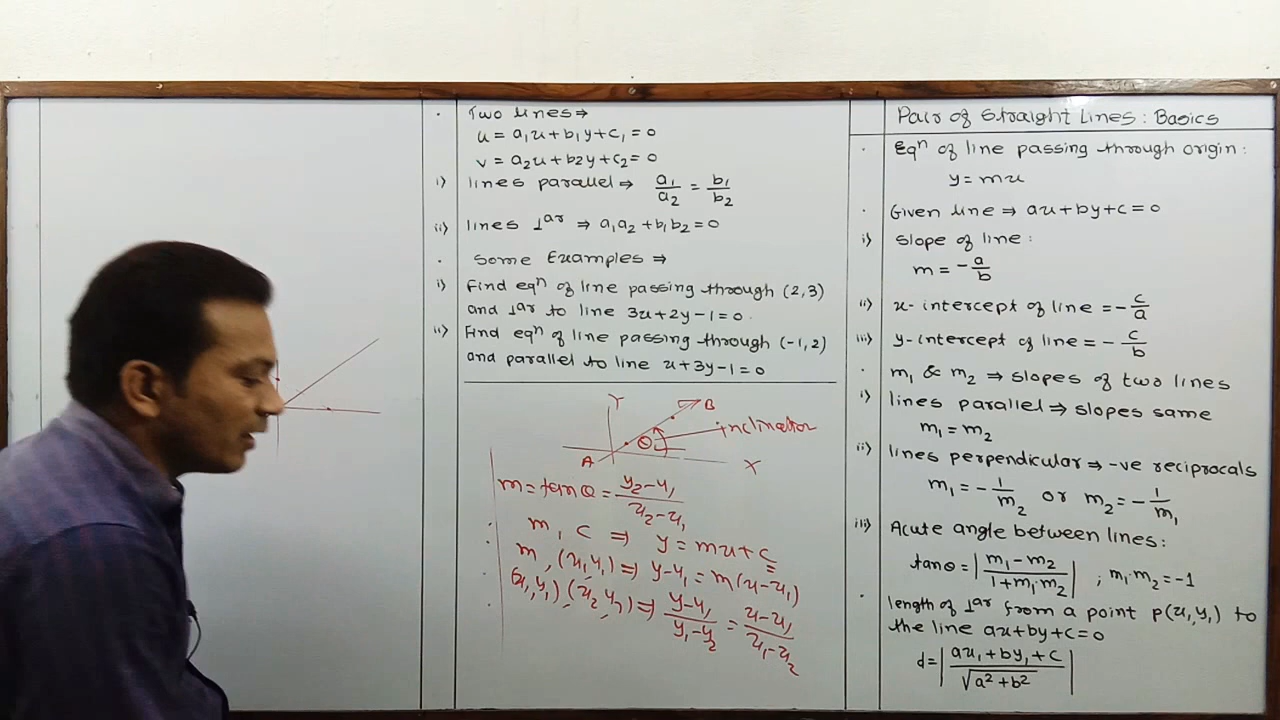 Pair of Straight Lines: Basics
· Eqⁿ of line passing through origin:
y = mx
· Given line ⇒ ax + by + c = 0
i) slope of line:
m = -a/b
ii) x-intercept of line = -c/a
iii) y-intercept of line = -c/b
· m₁ & m₂ ⇒ slopes of two lines
i) lines parallel ⇒ slopes same
m₁ = m₂
ii) lines perpendicular ⇒ -ve reciprocals
m₁ = -1/m₂ or m₂ = -1/m₁
iii) Acute angle between lines:
tanθ = |(m₁ - m₂)/(1 + m₁·m₂)| , m₁·m₂ = -1
· length of ⊥ar from a point P(x₁,y₁) to
the line ax + by + c = 0
d = |(ax₁ + by₁ + c)/√(a² + b²)|
· Two lines ⇒
u = a₁x + b₁y + c₁ = 0
v = a₂x + b₂y + c₂ = 0
i) lines parallel ⇒ a₁/a₂ = b₁/b₂
ii) lines ⊥ar ⇒ a₁a₂ + b₁b₂ = 0
· Some Examples ⇒
i) Find eqⁿ of line passing through (2,3)
and ⊥ar to line 3x + 2y - 1 = 0.
ii) Find eqⁿ of line passing through (-1,2)
and parallel to line x + 3y - 1 = 0
Y
B
θ
A
X
m = tanθ = (y₂ - y₁)/(x₂ - x₁)
· m, c ⇒ y = mx + c
· m, (x₁,y₁) ⇒ y - y₁ = m(x - x₁)
· (x₁,y₁), (x₂,y₂) ⇒ (y - y₁)/(y₁ - y₂) = (x - x₁)/(x₁ - x₂)